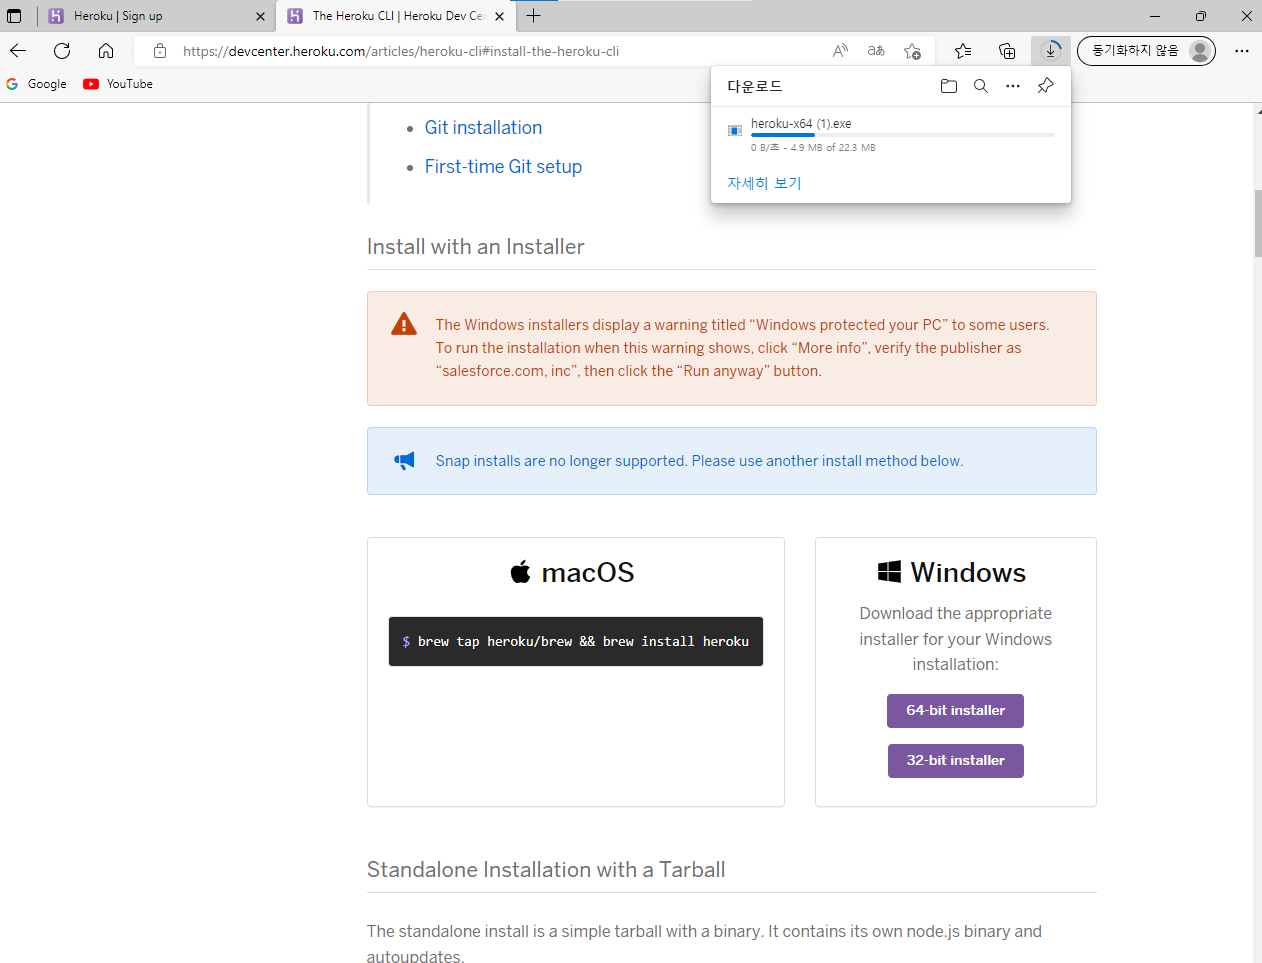 Heroku | Sign up
The Heroku CLI | Heroku Dev Cen
https://devcenter.heroku.com/articles/heroku-cli#install-the-heroku-cli
동기화하지 않음
Google
YouTube
다운로드
heroku-x64 (1).exe
0 B/초 - 4.9 MB of 22.3 MB
자세히 보기
Git installation
First-time Git setup
Install with an Installer
The Windows installers display a warning titled “Windows protected your PC” to some users.
To run the installation when this warning shows, click “More info”, verify the publisher as
“salesforce.com, inc”, then click the “Run anyway” button.
Snap installs are no longer supported. Please use another install method below.
macOS
$ brew tap heroku/brew && brew install heroku
Windows
Download the appropriate
installer for your Windows
installation:
64-bit installer
32-bit installer
Standalone Installation with a Tarball
The standalone install is a simple tarball with a binary. It contains its own node.js binary and
autoupdates.